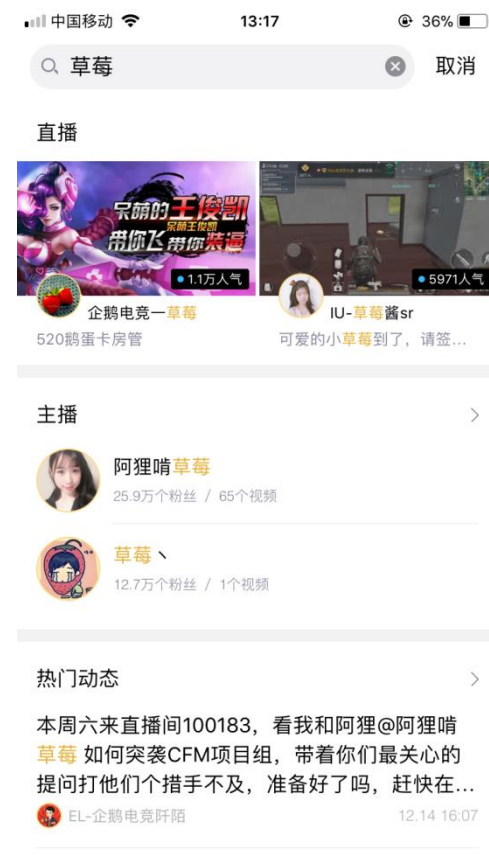 中国移动
13:17
36%
草莓
取消
直播
呆萌的王俊凯
呆萌王俊凯
带你飞 带你装逼
1.1万人气
5971人气
企鹅电竞一草莓
IU-草莓酱sr
520鹅蛋卡房管
可爱的小草莓到了，请签...
主播
阿狸啃草莓
25.9万个粉丝 / 65个视频
草莓丶
12.7万个粉丝 / 1个视频
热门动态
本周六来直播间100183，看我和阿狸@阿狸啃
草莓 如何突袭CFM项目组，带着你们最关心的
提问打他们个措手不及，准备好了吗，赶快在...
EL-企鹅电竞阡陌
12.14 16:07